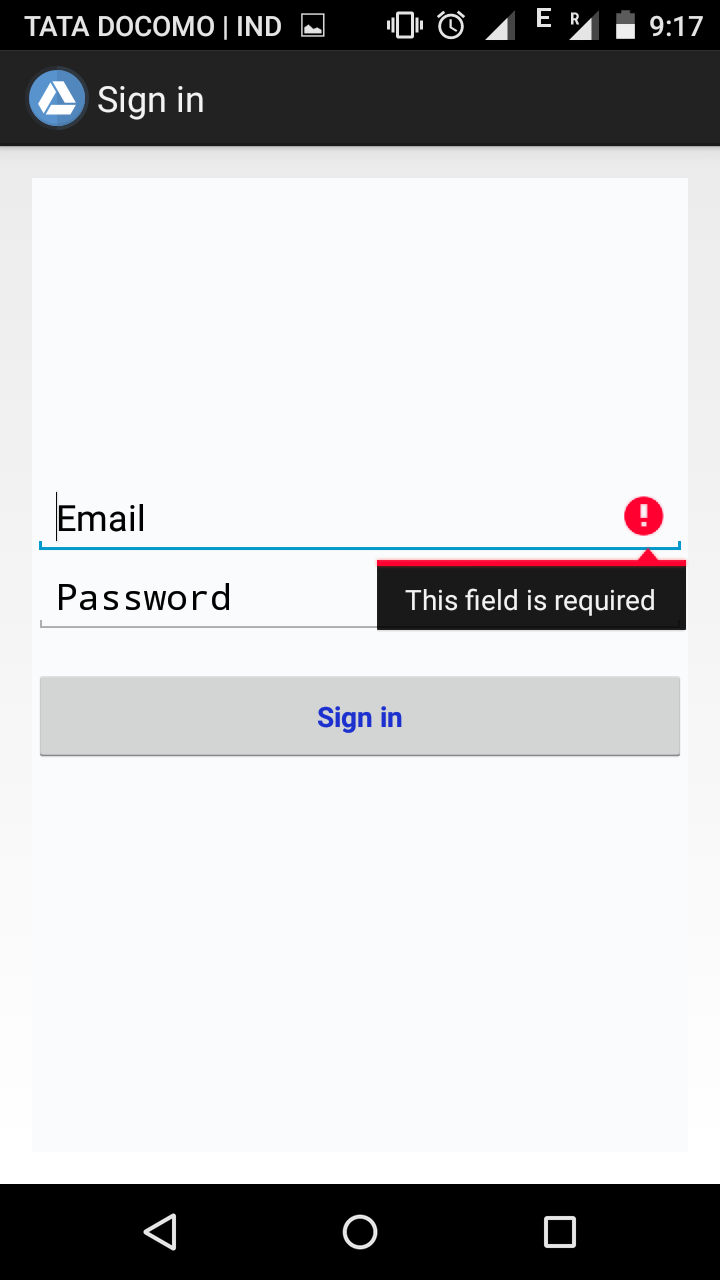 TATA DOCOMO | IND E R 9:17
Sign in
Email
Password
This field is required
Sign in